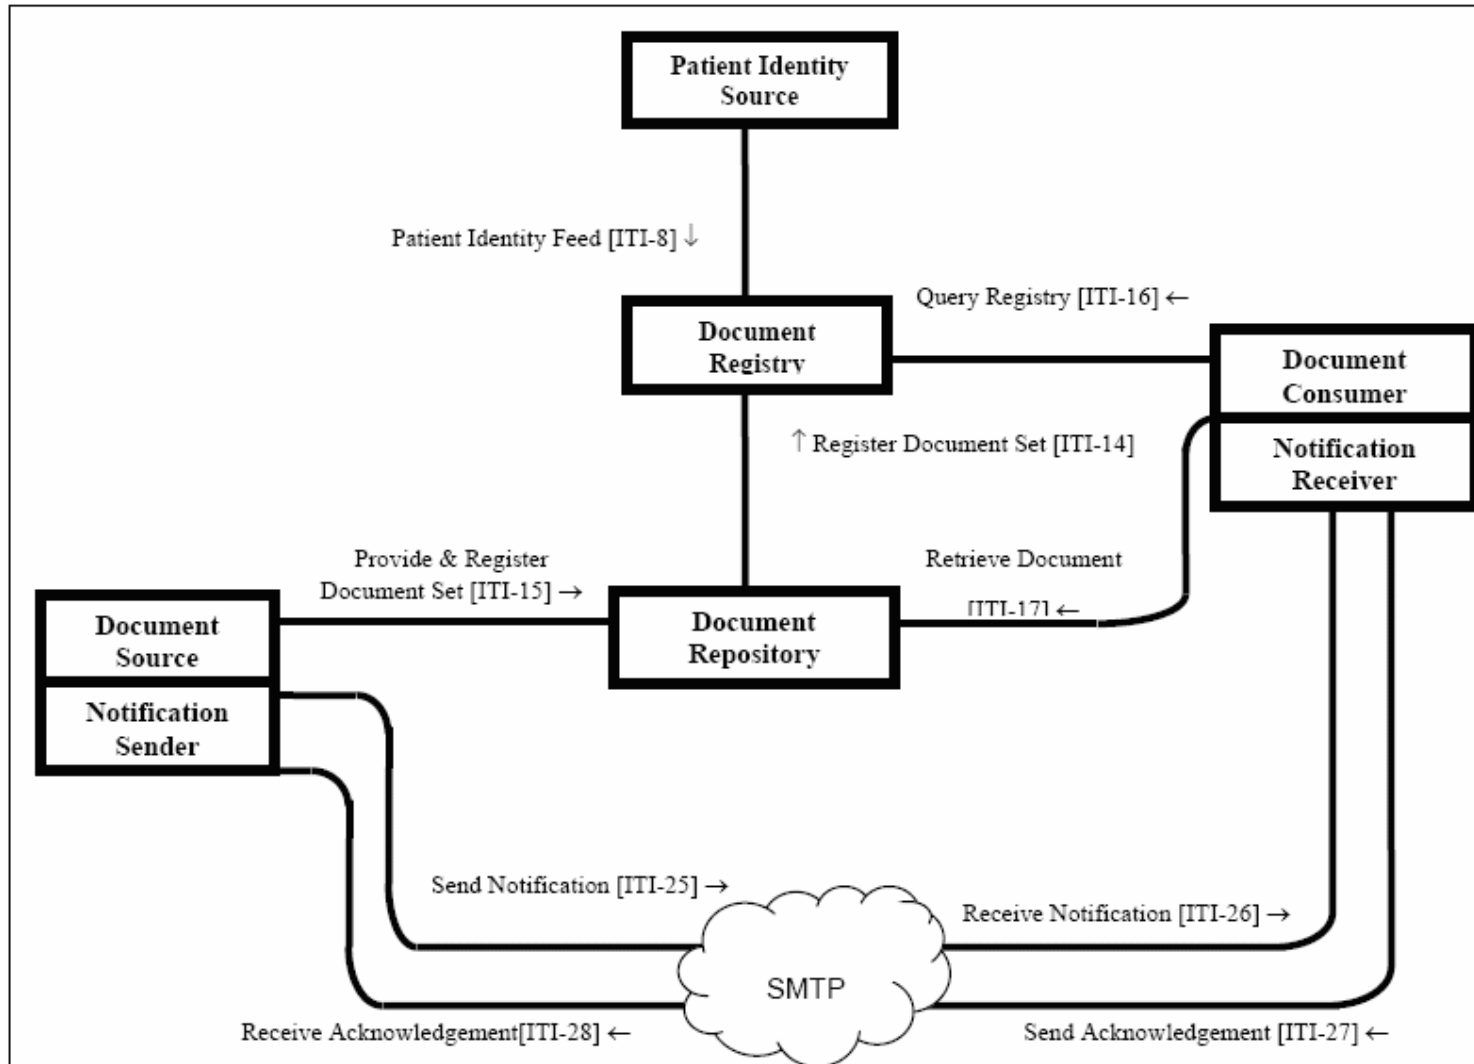 Patient Identity
Source
Patient Identity Feed [ITI-8] ↓
Query Registry [ITI-16] ←
Document
Registry
Document
Consumer
↑ Register Document Set [ITI-14]
Notification
Receiver
Provide & Register
Document Set [ITI-15] →
Retrieve Document
[ITI-17] ←
Document
Source
Document
Repository
Notification
Sender
Send Notification [ITI-25] →
Receive Notification [ITI-26] →
SMTP
Receive Acknowledgement[ITI-28] ←
Send Acknowledgement [ITI-27] ←